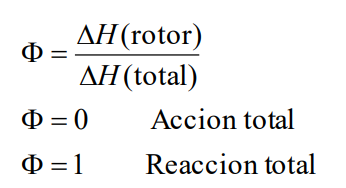 Φ = ΔH(rotor) / ΔH(total)
Φ = 0 Accion total
Φ = 1 Reaccion total